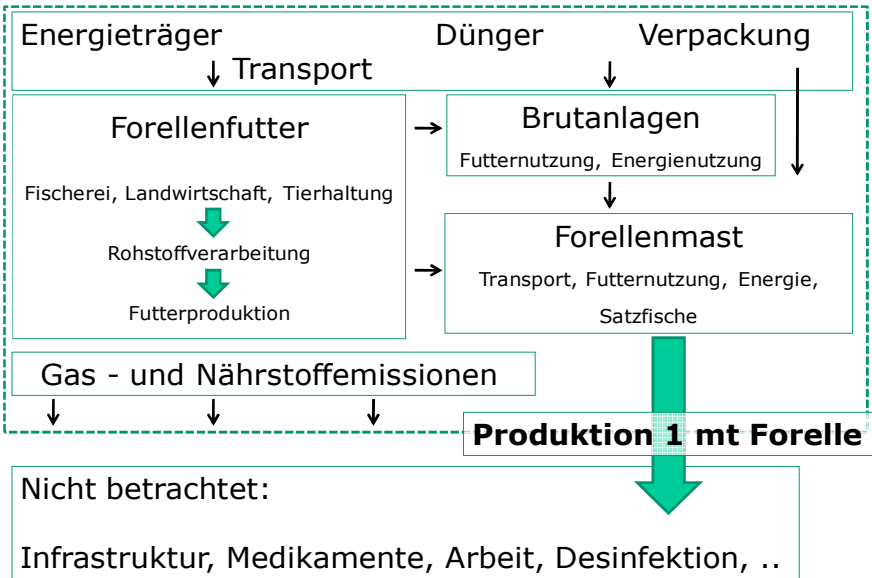 Energieträger Dünger Verpackung
Transport
Forellenfutter
Fischerei, Landwirtschaft, Tierhaltung
Rohstoffverarbeitung
Futterproduktion
Brutanlagen
Futternutzung, Energienutzung
Forellenmast
Transport, Futternutzung, Energie,
Satzfische
Gas - und Nährstoffemissionen
Produktion 1 mt Forelle
Nicht betrachtet:
Infrastruktur, Medikamente, Arbeit, Desinfektion, ..